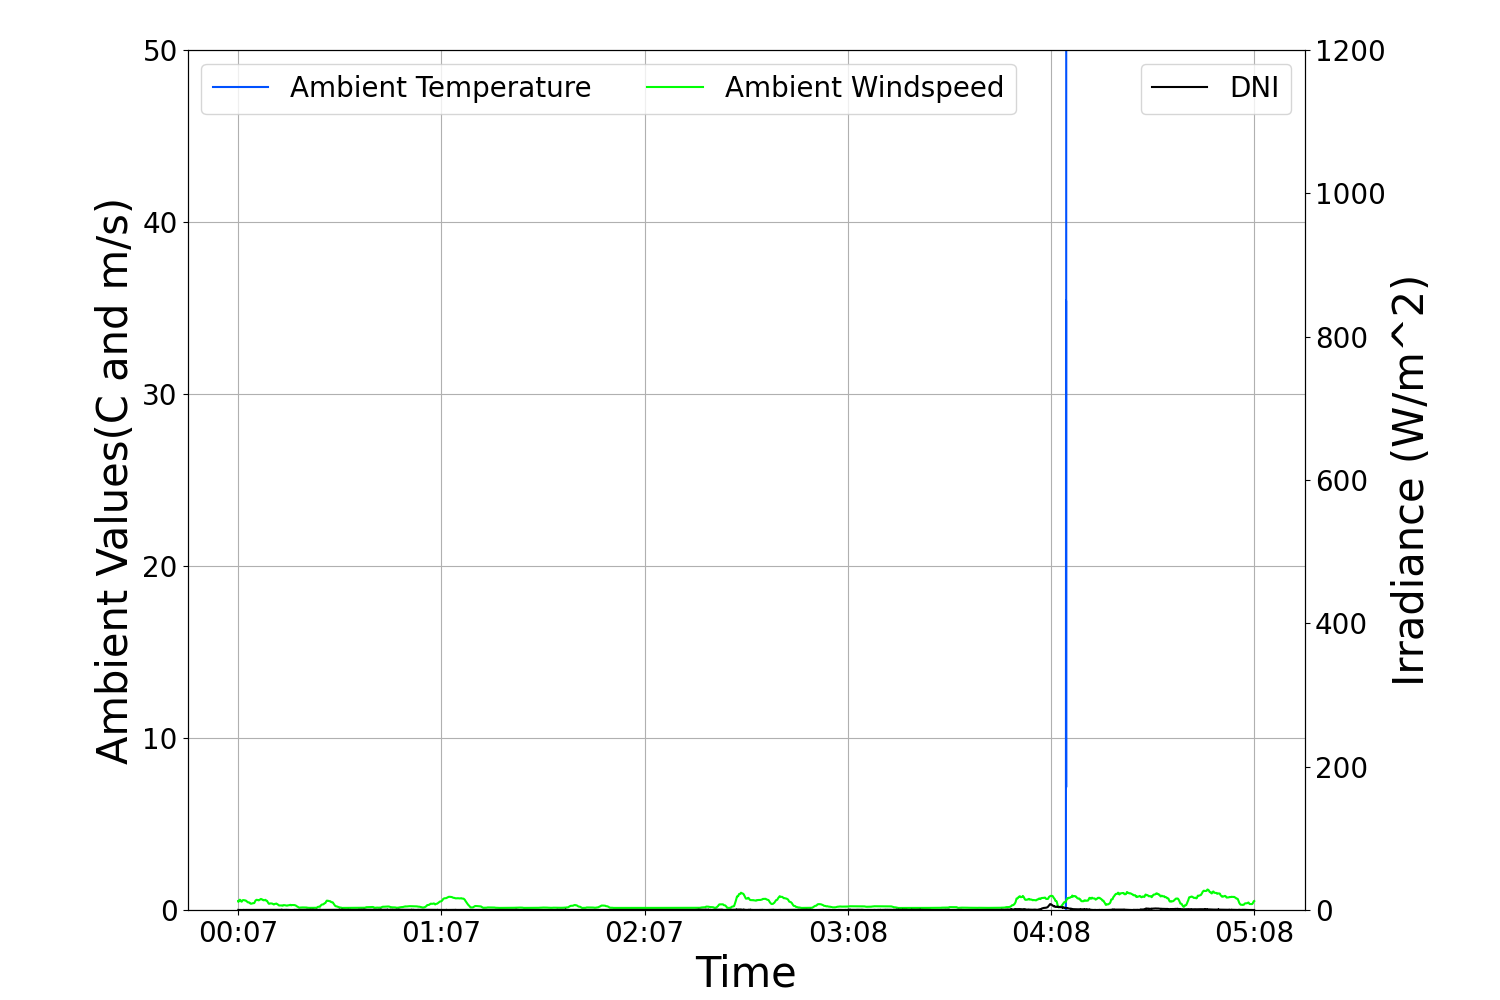 Ambient Temperature Ambient Windspeed DNI
Ambient Values(C and m/s)
50
40
30
20
10
0
1200
1000
800
600
400
200
0
Irradiance (W/m^2)
00:07 01:07 02:07 03:08 04:08 05:08
Time